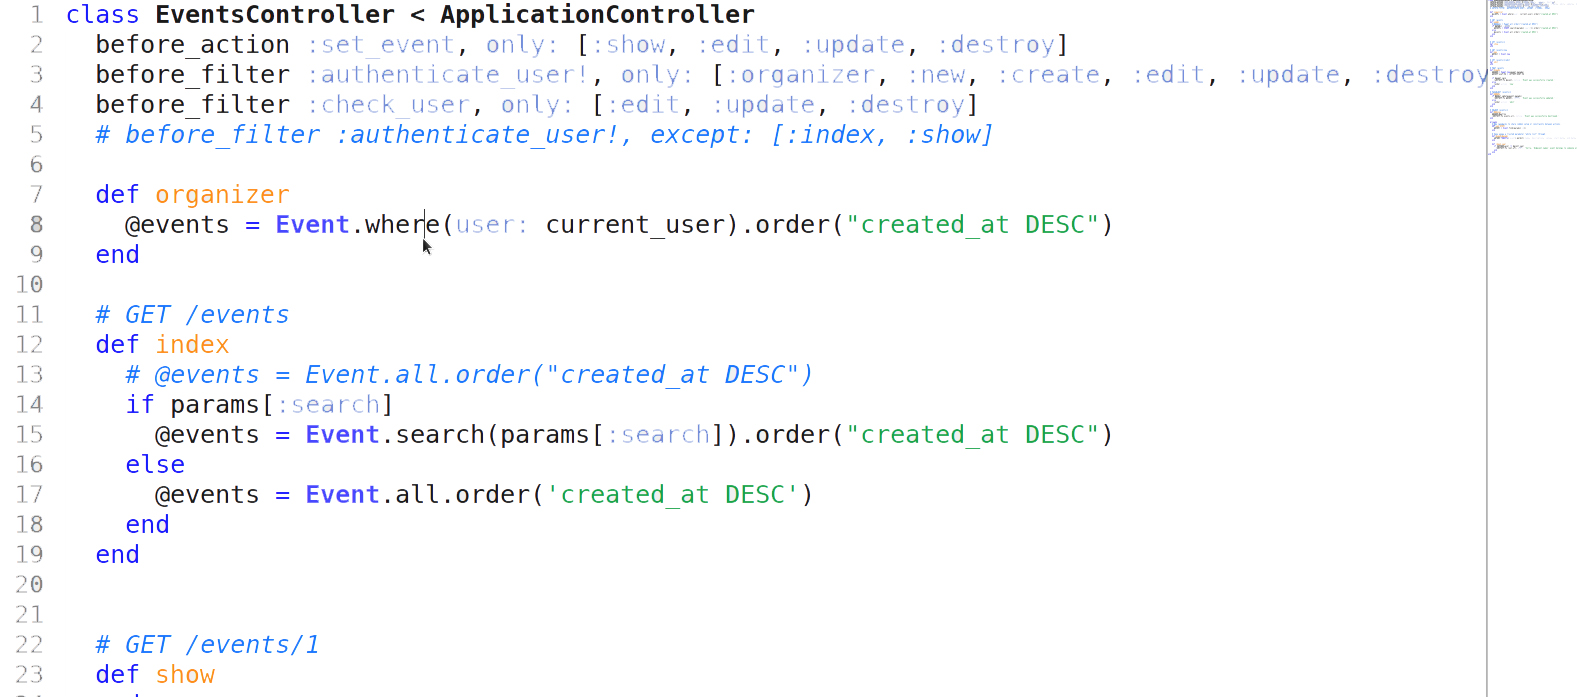 1 class EventsController < ApplicationController
2   before_action :set_event, only: [:show, :edit, :update, :destroy]
3   before_filter :authenticate_user!, only: [:organizer, :new, :create, :edit, :update, :destroy
4   before_filter :check_user, only: [:edit, :update, :destroy]
5   # before_filter :authenticate_user!, except: [:index, :show]
6
7   def organizer
8     @events = Event.where(user: current_user).order("created_at DESC")
9   end
10
11   # GET /events
12   def index
13     # @events = Event.all.order("created_at DESC")
14     if params[:search]
15       @events = Event.search(params[:search]).order("created_at DESC")
16     else
17       @events = Event.all.order('created_at DESC')
18     end
19   end
20
21
22   # GET /events/1
23   def show